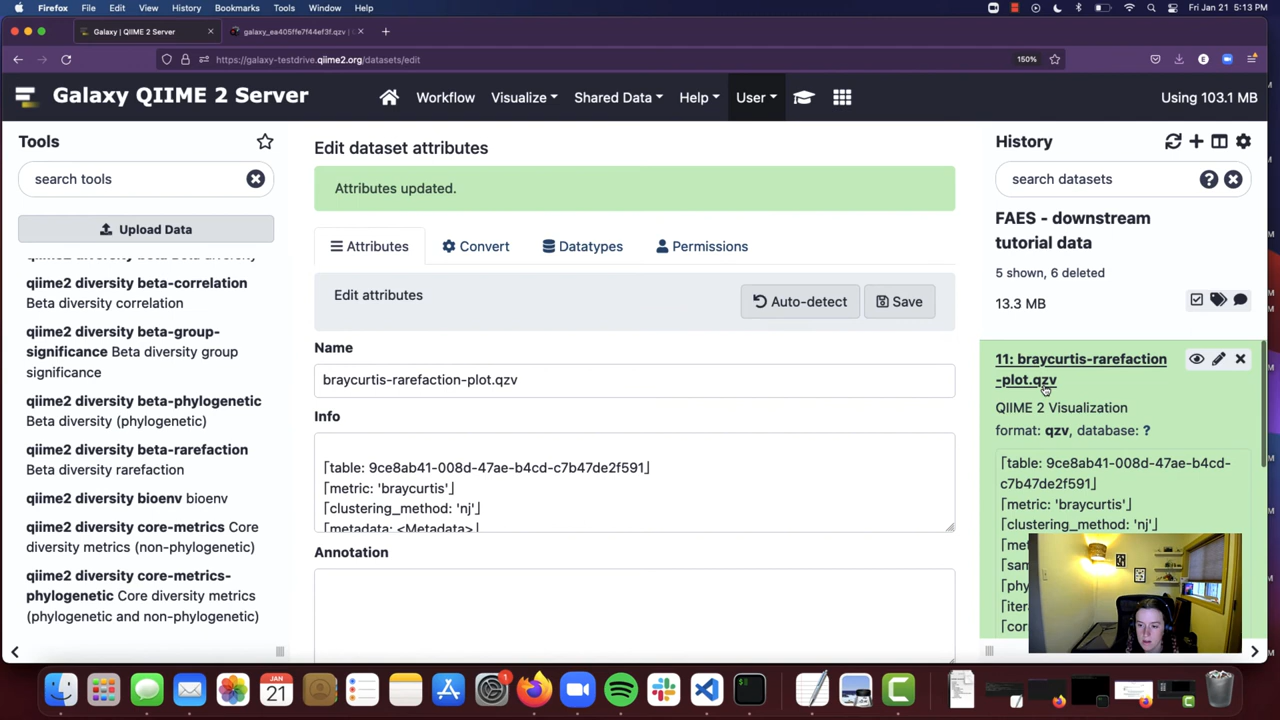 Firefox File Edit View History Bookmarks Tools Window Help Fri Jan 21 5:13 PM
Galaxy | QIIME 2 Server
galaxy_ea405ffe7f44ef3f.qzv |
https://galaxy-testdrive.qiime2.org/datasets/edit
150%
Galaxy QIIME 2 Server
Workflow Visualize Shared Data Help User
Using 103.1 MB
Tools
search tools
Upload Data
qiime2 diversity beta-correlation
Beta diversity correlation
qiime2 diversity beta-group-
significance Beta diversity group
significance
qiime2 diversity beta-phylogenetic
Beta diversity (phylogenetic)
qiime2 diversity beta-rarefaction
Beta diversity rarefaction
qiime2 diversity bioenv bioenv
qiime2 diversity core-metrics Core
diversity metrics (non-phylogenetic)
qiime2 diversity core-metrics-
phylogenetic Core diversity metrics
(phylogenetic and non-phylogenetic)
Edit dataset attributes
Attributes updated.
Attributes Convert Datatypes Permissions
Edit attributes
Auto-detect Save
Name
braycurtis-rarefaction-plot.qzv
Info
⌈table: 9ce8ab41-008d-47ae-b4cd-c7b47de2f591⌋
⌈metric: 'braycurtis'⌋
⌈clustering_method: 'nj'⌋
⌈metadata: <Metadata>⌋
Annotation
History
search datasets
FAES - downstream
tutorial data
5 shown, 6 deleted
13.3 MB
11: braycurtis-rarefaction
-plot.qzv
QIIME 2 Visualization
format: qzv, database: ?
⌈table: 9ce8ab41-008d-47ae-b4cd-
c7b47de2f591⌋
⌈metric: 'braycurtis'⌋
⌈clustering_method: 'nj'⌋
JAN
21
1